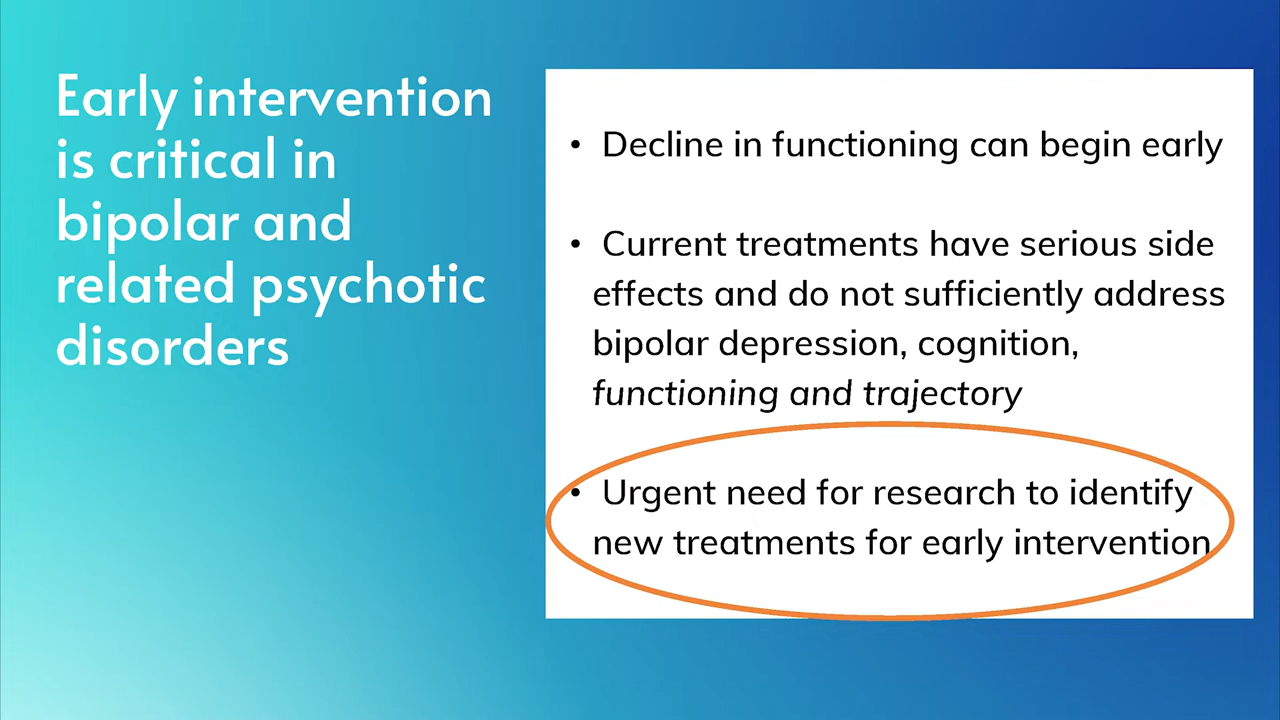 Early intervention
is critical in
bipolar and
related psychotic
disorders
• Decline in functioning can begin early
• Current treatments have serious side
effects and do not sufficiently address
bipolar depression, cognition,
functioning and trajectory
• Urgent need for research to identify
new treatments for early intervention